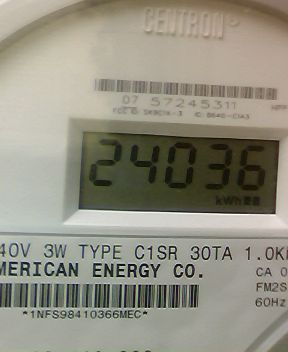 CENTRON®
07 57245311
24036
kWh
40V 3W TYPE C1SR 30TA 1.0K
MERICAN ENERGY CO.
CA 0
FM2S
*1NFS98410366MEC*
60Hz